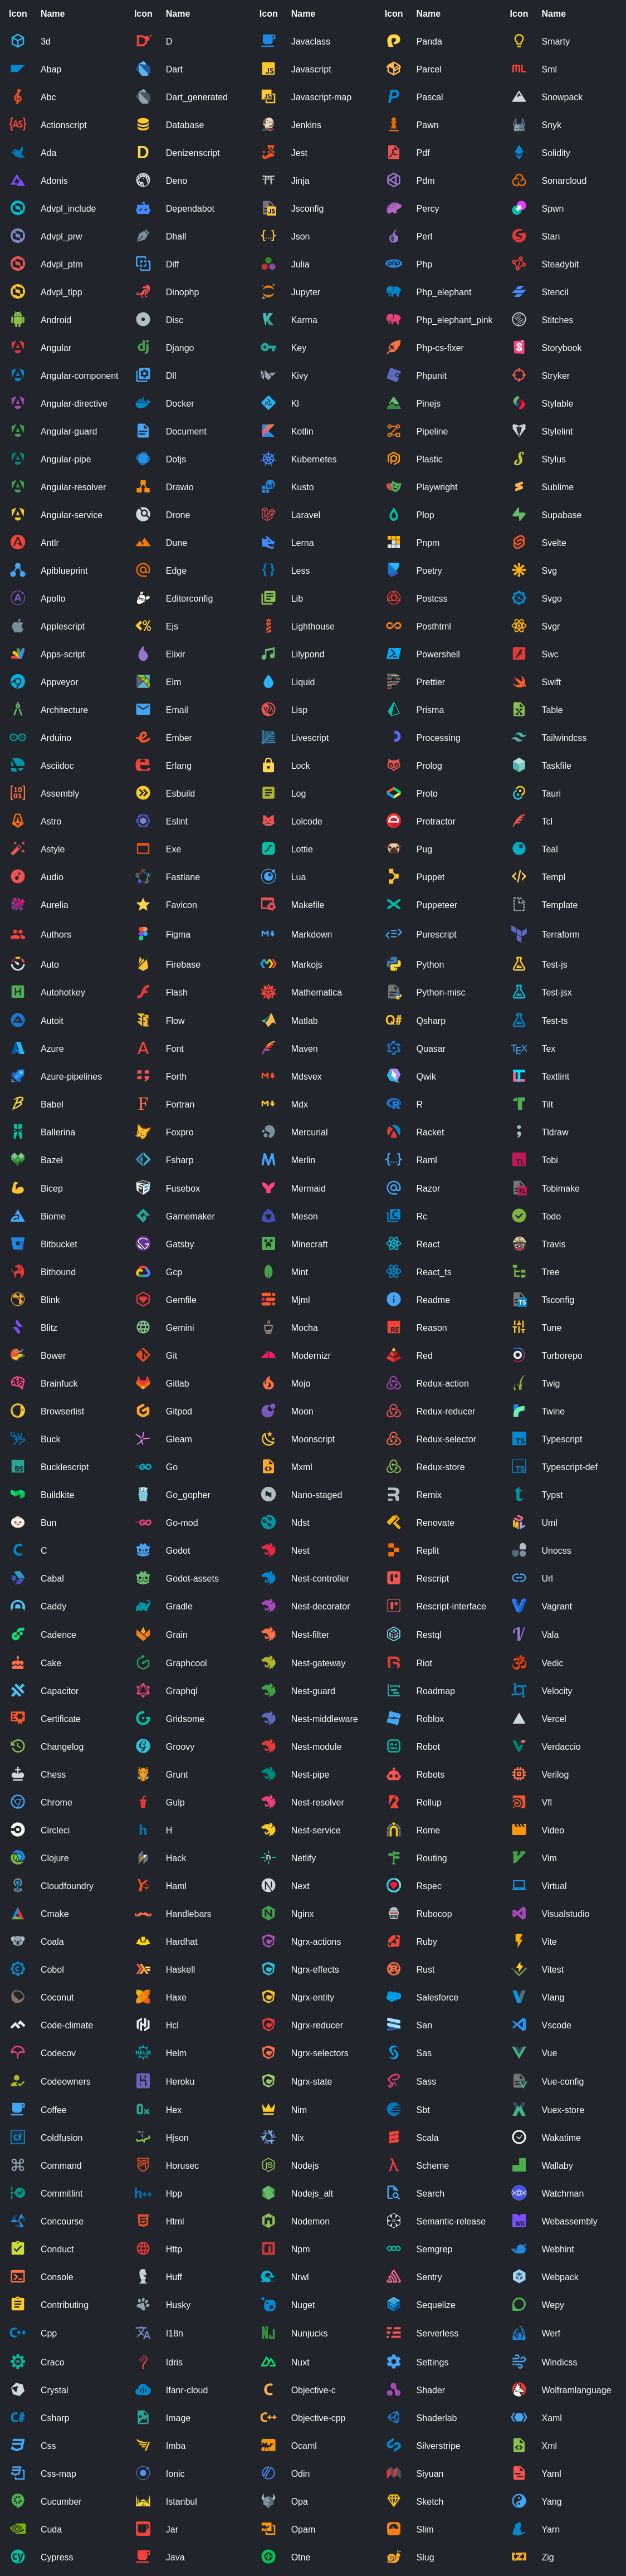 Icon Name Icon Name Icon Name Icon Name Icon Name
3d D Javaclass Panda Smarty
Abap Dart Javascript Parcel Sml
Abc Dart_generated Javascript-map Pascal Snowpack
Actionscript Database Jenkins Pawn Snyk
Ada Denizenscript Jest Pdf Solidity
Adonis Deno Jinja Pdm Sonarcloud
Advpl_include Dependabot Jsconfig Percy Spwn
Advpl_prw Dhall Json Perl Stan
Advpl_ptm Diff Julia Php Steadybit
Advpl_tlpp Dinophp Jupyter Php_elephant Stencil
Android Disc Karma Php_elephant_pink Stitches
Angular Django Key Php-cs-fixer Storybook
Angular-component Dll Kivy Phpunit Stryker
Angular-directive Docker Kl Pinejs Stylable
Angular-guard Document Kotlin Pipeline Stylelint
Angular-pipe Dotjs Kubernetes Plastic Stylus
Angular-resolver Drawio Kusto Playwright Sublime
Angular-service Drone Laravel Plop Supabase
Antlr Dune Lerna Pnpm Svelte
Apiblueprint Edge Less Poetry Svg
Apollo Editorconfig Lib Postcss Svgo
Applescript Ejs Lighthouse Posthtml Svgr
Apps-script Elixir Lilypond Powershell Swc
Appveyor Elm Liquid Prettier Swift
Architecture Email Lisp Prisma Table
Arduino Ember Livescript Processing Tailwindcss
Asciidoc Erlang Lock Prolog Taskfile
Assembly Esbuild Log Proto Tauri
Astro Eslint Lolcode Protractor Tcl
Astyle Exe Lottie Pug Teal
Audio Fastlane Lua Puppet Templ
Aurelia Favicon Makefile Puppeteer Template
Authors Figma Markdown Purescript Terraform
Auto Firebase Markojs Python Test-js
Autohotkey Flash Mathematica Python-misc Test-jsx
Autoit Flow Matlab Qsharp Test-ts
Azure Font Maven Quasar Tex
Azure-pipelines Forth Mdsvex Qwik Textlint
Babel Fortran Mdx R Tilt
Ballerina Foxpro Mercurial Racket Tldraw
Bazel Fsharp Merlin Raml Tobi
Bicep Fusebox Mermaid Razor Tobimake
Biome Gamemaker Meson Rc Todo
Bitbucket Gatsby Minecraft React Travis
Bithound Gcp Mint React_ts Tree
Blink Gemfile Mjml Readme Tsconfig
Blitz Gemini Mocha Reason Tune
Bower Git Modernizr Red Turborepo
Brainfuck Gitlab Mojo Redux-action Twig
Browserlist Gitpod Moon Redux-reducer Twine
Buck Gleam Moonscript Redux-selector Typescript
Bucklescript Go Mxml Redux-store Typescript-def
Buildkite Go_gopher Nano-staged Remix Typst
Bun Go-mod Ndst Renovate Uml
C Godot Nest Replit Unocss
Cabal Godot-assets Nest-controller Rescript Url
Caddy Gradle Nest-decorator Rescript-interface Vagrant
Cadence Grain Nest-filter Restql Vala
Cake Graphcool Nest-gateway Riot Vedic
Capacitor Graphql Nest-guard Roadmap Velocity
Certificate Gridsome Nest-middleware Roblox Vercel
Changelog Groovy Nest-module Robot Verdaccio
Chess Grunt Nest-pipe Robots Verilog
Chrome Gulp Nest-resolver Rollup Vfl
Circleci H Nest-service Rome Video
Clojure Hack Netlify Routing Vim
Cloudfoundry Haml Next Rspec Virtual
Cmake Handlebars Nginx Rubocop Visualstudio
Coala Hardhat Ngrx-actions Ruby Vite
Cobol Haskell Ngrx-effects Rust Vitest
Coconut Haxe Ngrx-entity Salesforce Vlang
Code-climate Hcl Ngrx-reducer San Vscode
Codecov Helm Ngrx-selectors Sas Vue
Codeowners Heroku Ngrx-state Sass Vue-config
Coffee Hex Nim Sbt Vuex-store
Coldfusion Hjson Nix Scala Wakatime
Command Horusec Nodejs Scheme Wallaby
Commitlint Hpp Nodejs_alt Search Watchman
Concourse Html Nodemon Semantic-release Webassembly
Conduct Http Npm Semgrep Webhint
Console Huff Nrwl Sentry Webpack
Contributing Husky Nuget Sequelize Wepy
Cpp I18n Nunjucks Serverless Werf
Craco Idris Nuxt Settings Windicss
Crystal Ifanr-cloud Objective-c Shader Wolframlanguage
Csharp Image Objective-cpp Shaderlab Xaml
Css Imba Ocaml Silverstripe Xml
Css-map Ionic Odin Siyuan Yaml
Cucumber Istanbul Opa Sketch Yang
Cuda Jar Opam Slim Yarn
Cypress Java Otne Slug Zig